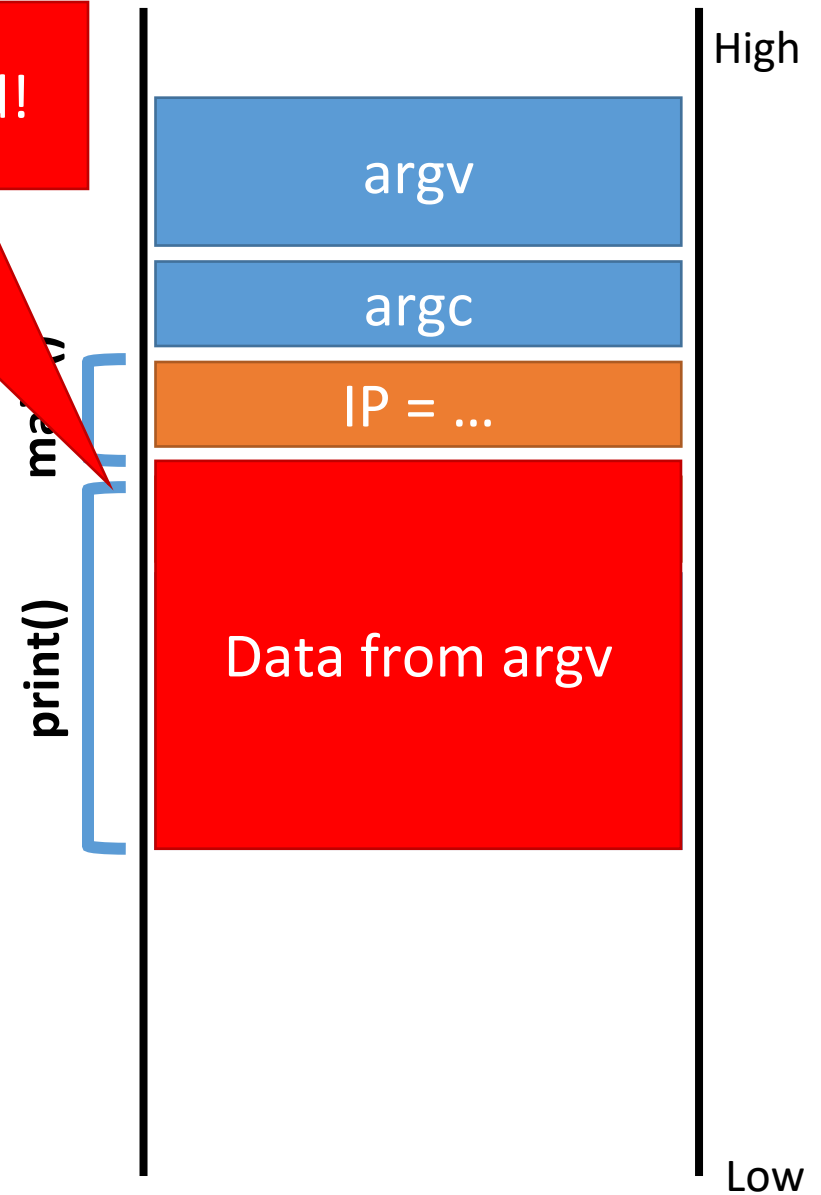 High
argv
argc
IP = ...
print()
Data from argv
Low